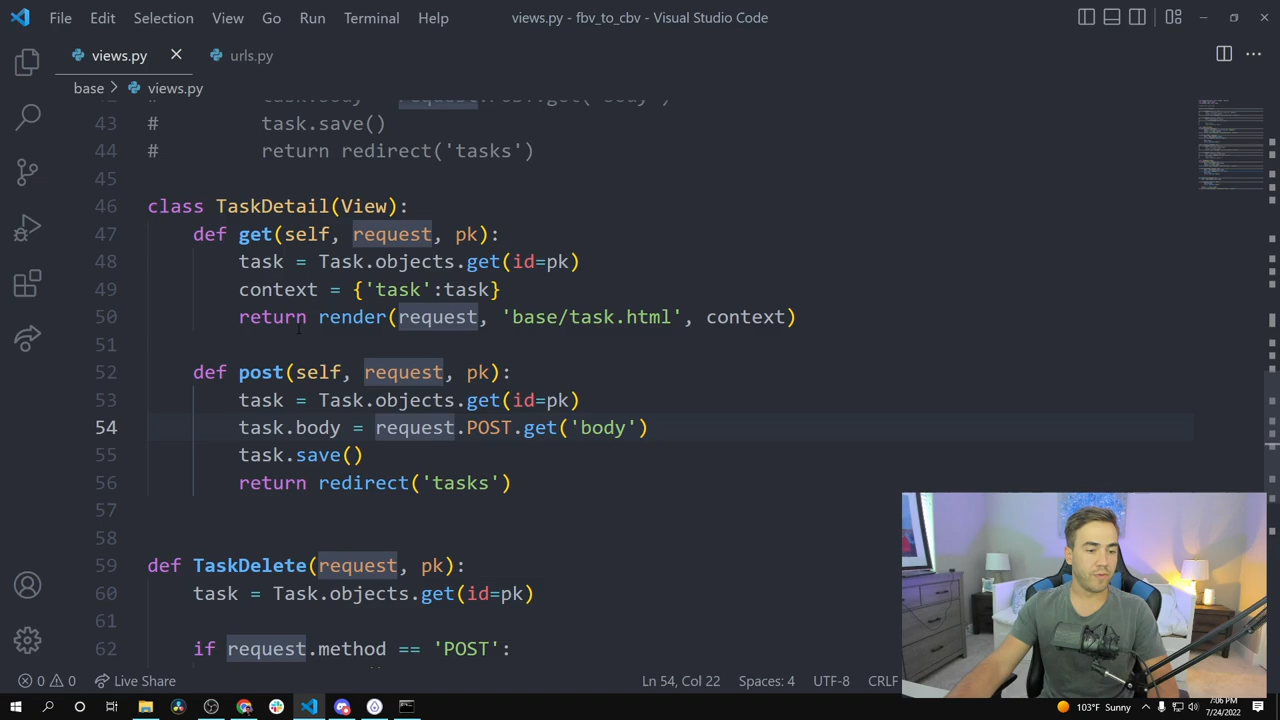 File Edit Selection View Go Run Terminal Help
views.py - fbv_to_cbv - Visual Studio Code
views.py
urls.py
base > views.py
43 # task.save()
44 # return redirect('tasks')
45
46 class TaskDetail(View):
47 def get(self, request, pk):
48 task = Task.objects.get(id=pk)
49 context = {'task':task}
50 return render(request, 'base/task.html', context)
51
52 def post(self, request, pk):
53 task = Task.objects.get(id=pk)
54 task.body = request.POST.get('body')
55 task.save()
56 return redirect('tasks')
57
58
59 def TaskDelete(request, pk):
60 task = Task.objects.get(id=pk)
61
62 if request.method == 'POST':
0 0 Live Share
Ln 54, Col 22 Spaces: 4 UTF-8 CRLF
103°F Sunny
7:06 PM
7/24/2022